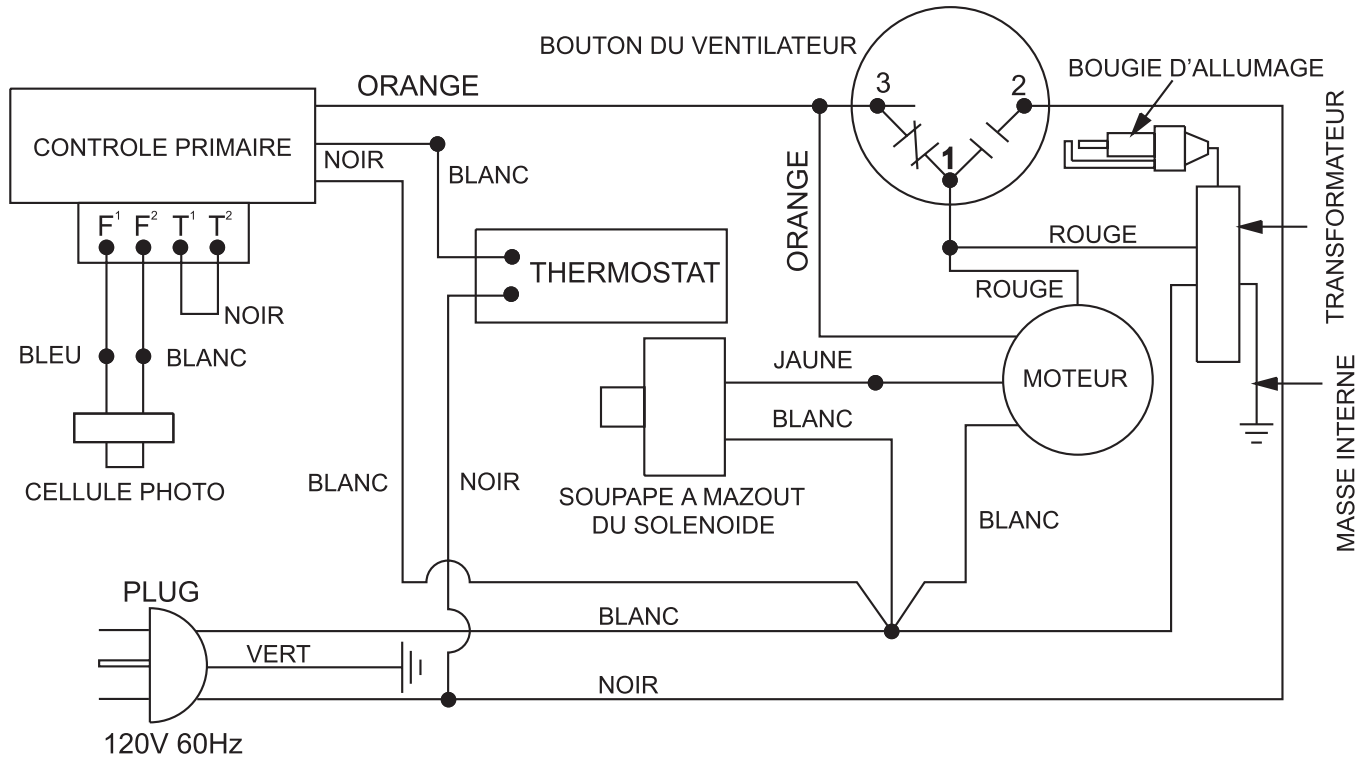 BOUTON DU VENTILATEUR
BOUGIE D'ALLUMAGE
ORANGE
3
2
1
CONTROLE PRIMAIRE
NOIR
BLANC
TRANSFORMATEUR
F1 F2 T1 T2
ORANGE
ROUGE
THERMOSTAT
ROUGE
NOIR
BLEU
BLANC
JAUNE
MOTEUR
BLANC
MASSE INTERNE
CELLULE PHOTO
BLANC
NOIR
SOUPAPE A MAZOUT
DU SOLENOIDE
BLANC
PLUG
BLANC
VERT
NOIR
120V 60Hz